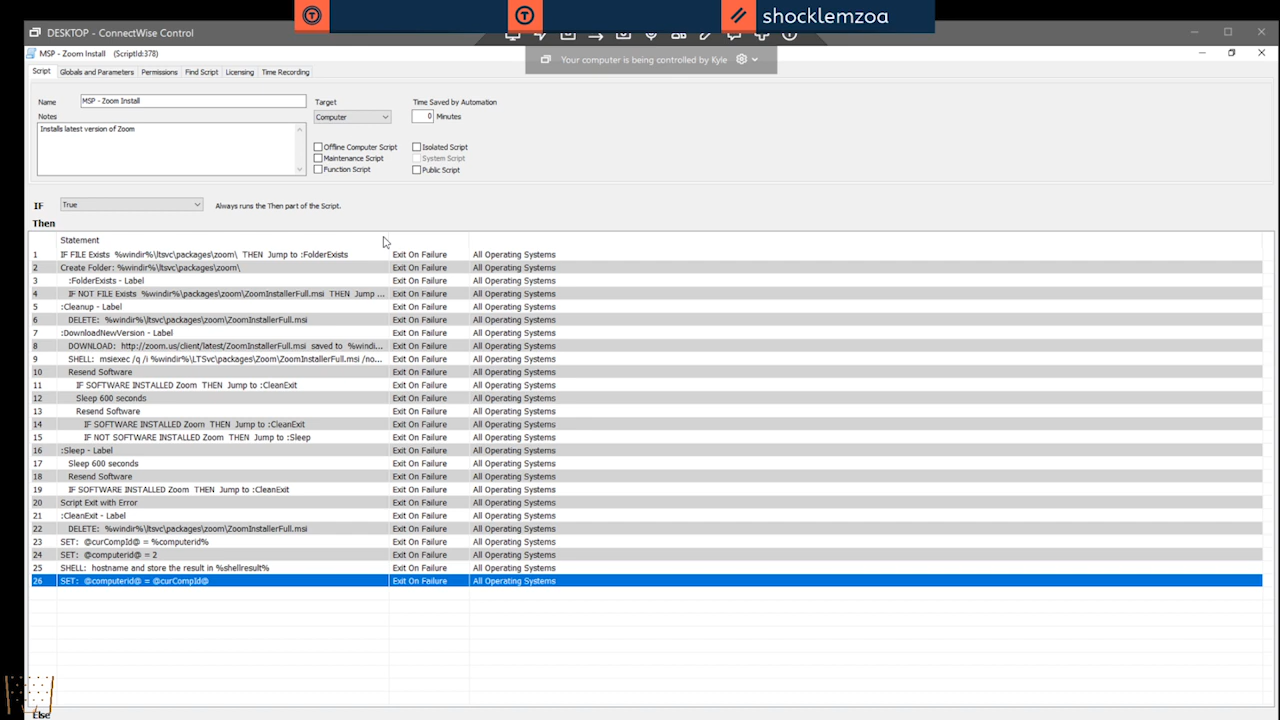 shocklemzoa
DESKTOP - ConnectWise Control
MSP - Zoom Install (ScriptId:378)
Your computer is being controlled by Kyle
Script Globals and Parameters Permissions Find Script Licensing Time Recording
Name MSP - Zoom Install Target Time Saved by Automation
Notes Computer 0 Minutes
Installs latest version of Zoom
Offline Computer Script Isolated Script
Maintenance Script System Script
Function Script Public Script
IF True Always runs the Then part of the Script.
Then
Statement
1 IF FILE Exists %windir%\ltsvc\packages\zoom\ THEN Jump to :FolderExists Exit On Failure All Operating Systems
2 Create Folder: %windir%\ltsvc\packages\zoom\ Exit On Failure All Operating Systems
3 :FolderExists - Label Exit On Failure All Operating Systems
4 IF NOT FILE Exists %windir%\packages\zoom\ZoomInstallerFull.msi THEN Jump ... Exit On Failure All Operating Systems
5 :Cleanup - Label Exit On Failure All Operating Systems
6 DELETE: %windir%\ltsvc\packages\zoom\ZoomInstallerFull.msi Exit On Failure All Operating Systems
7 :DownloadNewVersion - Label Exit On Failure All Operating Systems
8 DOWNLOAD: http://zoom.us/client/latest/ZoomInstallerFull.msi saved to %windi... Exit On Failure All Operating Systems
9 SHELL: msiexec /q /i %windir%\LTSvc\packages\Zoom\ZoomInstallerFull.msi /no... Exit On Failure All Operating Systems
10 Resend Software Exit On Failure All Operating Systems
11 IF SOFTWARE INSTALLED Zoom THEN Jump to :CleanExit Exit On Failure All Operating Systems
12 Sleep 600 seconds Exit On Failure All Operating Systems
13 Resend Software Exit On Failure All Operating Systems
14 IF SOFTWARE INSTALLED Zoom THEN Jump to :CleanExit Exit On Failure All Operating Systems
15 IF NOT SOFTWARE INSTALLED Zoom THEN Jump to :Sleep Exit On Failure All Operating Systems
16 :Sleep - Label Exit On Failure All Operating Systems
17 Sleep 600 seconds Exit On Failure All Operating Systems
18 Resend Software Exit On Failure All Operating Systems
19 IF SOFTWARE INSTALLED Zoom THEN Jump to :CleanExit Exit On Failure All Operating Systems
20 Script Exit with Error Exit On Failure All Operating Systems
21 :CleanExit - Label Exit On Failure All Operating Systems
22 DELETE: %windir%\ltsvc\packages\zoom\ZoomInstallerFull.msi Exit On Failure All Operating Systems
23 SET: @curCompId@ = %computerid% Exit On Failure All Operating Systems
24 SET: @computerid@ = 2 Exit On Failure All Operating Systems
25 SHELL: hostname and store the result in %shellresult% Exit On Failure All Operating Systems
26 SET: @computerid@ = @curCompId@ Exit On Failure All Operating Systems
Else